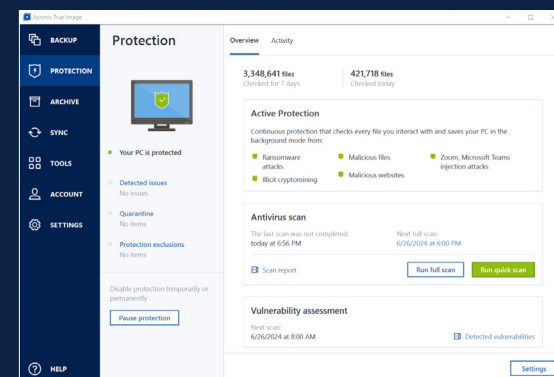 Acronis True Image
BACKUP
PROTECTION
ARCHIVE
SYNC
TOOLS
ACCOUNT
SETTINGS
HELP
Protection
Your PC is protected
Detected issues
No issues
Quarantine
No items
Protection exclusions
No items
Disable protection temporarily or
permanently
Pause protection
Overview Activity
3,348,641 files 421,718 files
Checked for 7 days Checked today
Active Protection
Continuous protection that checks every file you interact with and saves your PC in the
background mode from:
Ransomware
attacks
Illicit cryptomining
Malicious files
Malicious websites
Zoom, Microsoft Teams
injection attacks
Antivirus scan
The last scan was not completed: Next full scan:
today at 6:56 PM 6/26/2024 at 6:00 PM
Scan report Run full scan Run quick scan
Vulnerability assessment
Next scan:
6/26/2024 at 8:00 AM Detected vulnerabilities
Settings